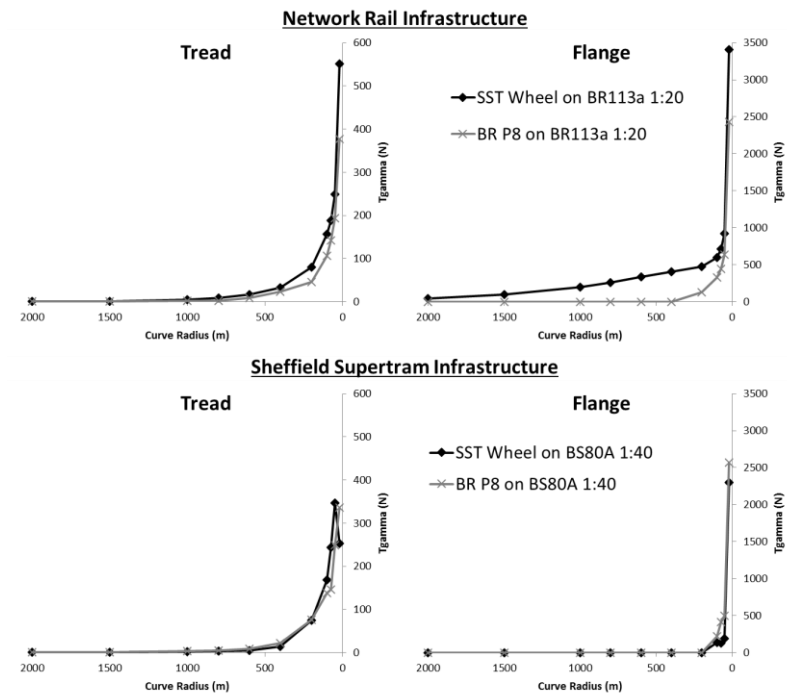 Network Rail Infrastructure
Tread
600
500
400
300
200
100
0
Tgamma (N)
2000 1500 1000 500 0
Curve Radius (m)
Flange
SST Wheel on BR113a 1:20
BR P8 on BR113a 1:20
3500
3000
2500
2000
1500
1000
500
0
Tgamma (N)
2000 1500 1000 500 0
Curve Radius (m)
Sheffield Supertram Infrastructure
Tread
600
500
400
300
200
100
0
Tgamma (N)
2000 1500 1000 500 0
Curve Radius (m)
Flange
SST Wheel on BS80A 1:40
BR P8 on BS80A 1:40
3500
3000
2500
2000
1500
1000
500
0
Tgamma (N)
2000 1500 1000 500 0
Curve Radius (m)